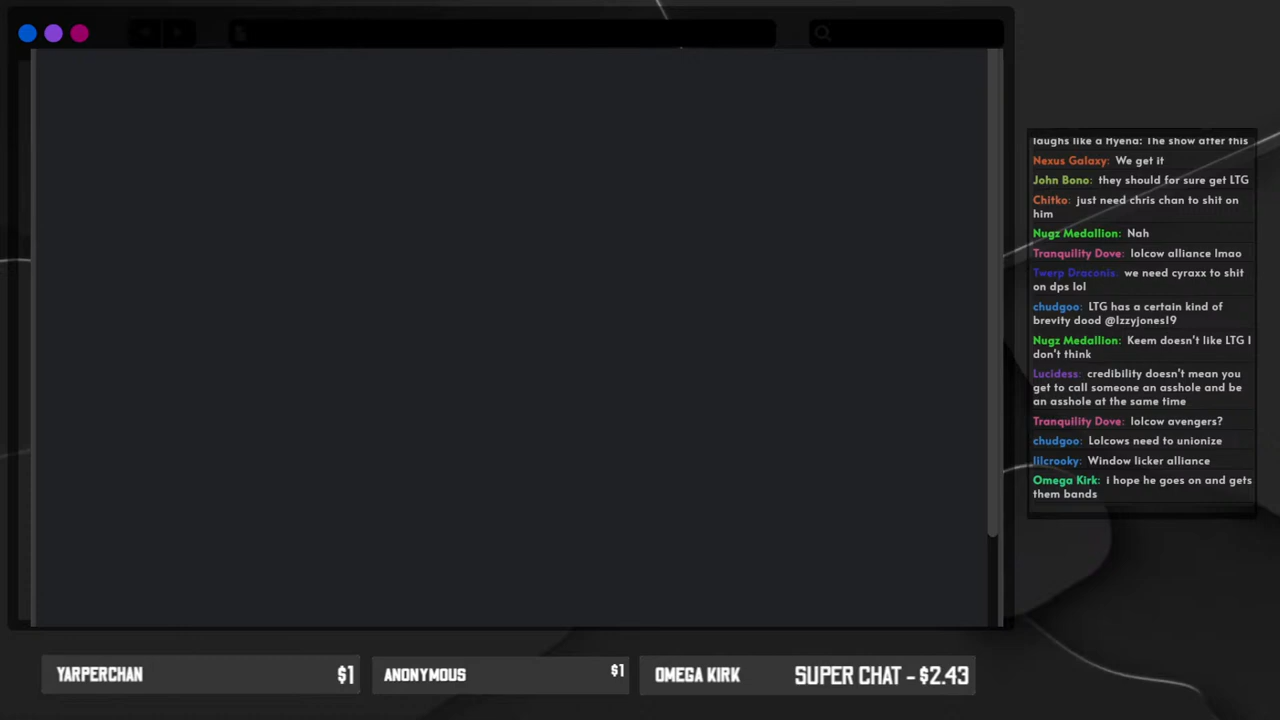 laughs like a Hyena: The show after this
Nexus Galaxy: We get it
John Bono: they should for sure get LTG
Chitko: just need chris chan to shit on
him
Nugz Medallion: Nah
Tranquility Dove: lolcow alliance lmao
Twerp Draconis: we need cyraxx to shit
on dps lol
chudgoo: LTG has a certain kind of
brevity dood @Izzyjones19
Nugz Medallion: Keem doesn't like LTG I
don't think
Lucidess: credibility doesn't mean you
get to call someone an asshole and be
an asshole at the same time
Tranquility Dove: lolcow avengers?
chudgoo: Lolcows need to unionize
lilcrooky: Window licker alliance
Omega Kirk: i hope he goes on and gets
them bands
YARPERCHAN $1
ANONYMOUS $1
OMEGA KIRK SUPER CHAT - $2.43